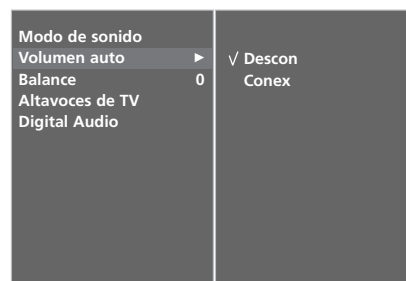 Modo de sonido
Volumen auto ►
Balance 0
Altavoces de TV
Digital Audio
√ Descon
Conex